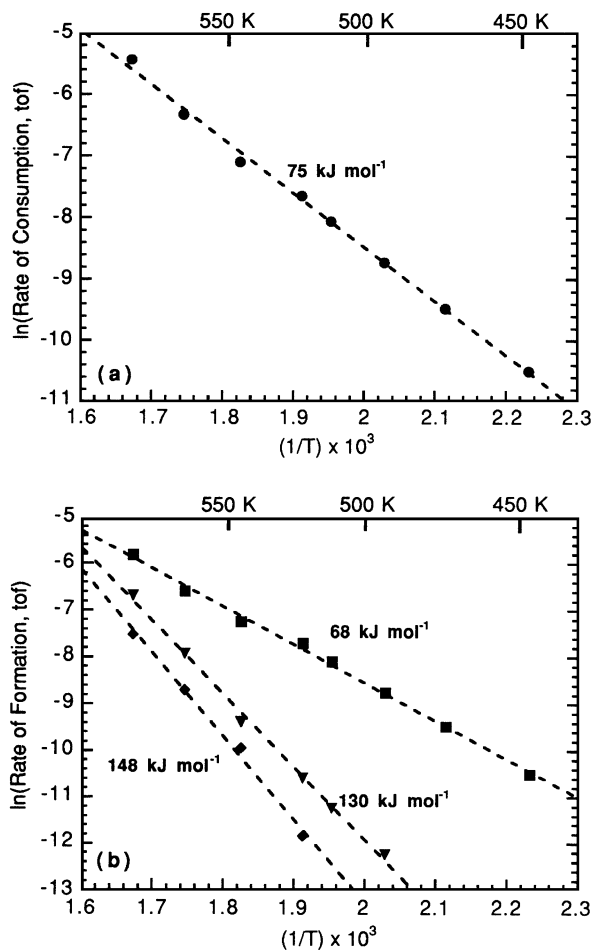 550 K 500 K 450 K
-5
-6
-7
-8
-9
-10
-11
ln(Rate of Consumption, tof)
75 kJ mol⁻¹
(a)
1.6 1.7 1.8 1.9 2 2.1 2.2 2.3
(1/T) x 10³
550 K 500 K 450 K
-5
-6
-7
-8
-9
-10
-11
-12
-13
ln(Rate of Formation, tof)
68 kJ mol⁻¹
148 kJ mol⁻¹
130 kJ mol⁻¹
(b)
1.6 1.7 1.8 1.9 2 2.1 2.2 2.3
(1/T) x 10³